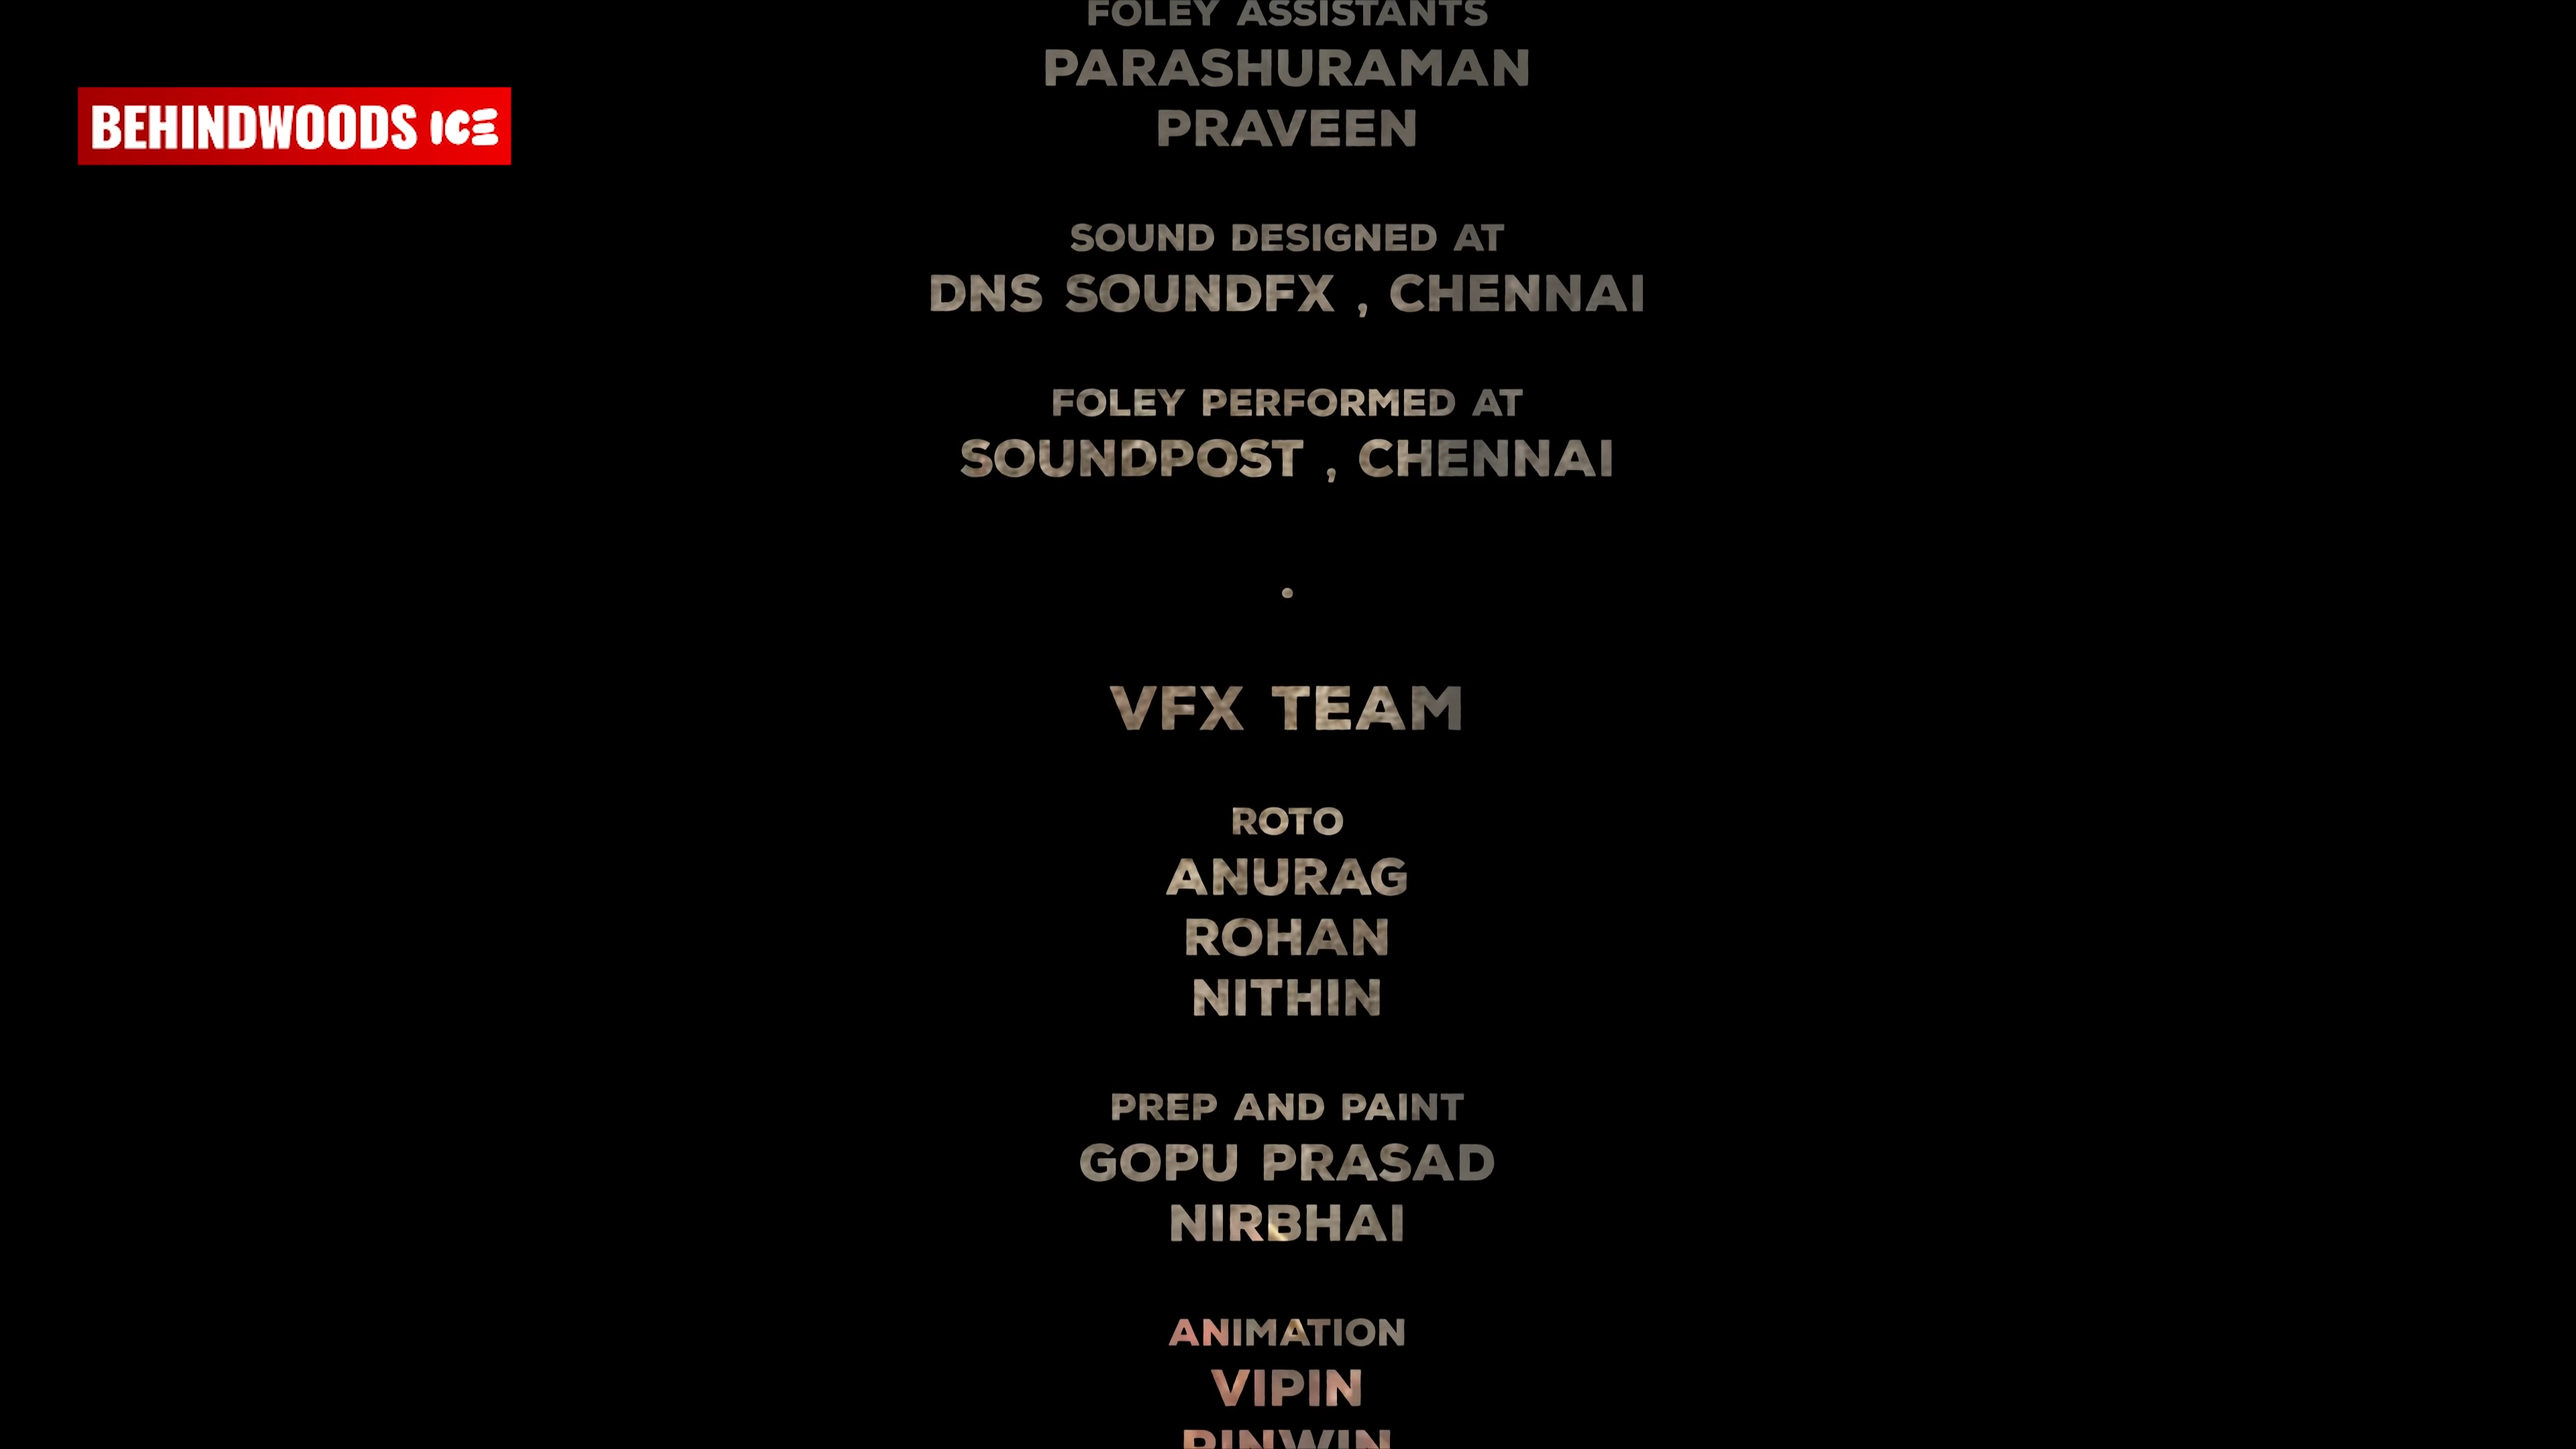 FOLEY ASSISTANTS
PARASHURAMAN
PRAVEEN
BEHINDWOODS ICE
SOUND DESIGNED AT
DNS SOUNDFX , CHENNAI
FOLEY PERFORMED AT
SOUNDPOST , CHENNAI
.
VFX TEAM
ROTO
ANURAG
ROHAN
NITHIN
PREP AND PAINT
GOPU PRASAD
NIRBHAI
ANIMATION
VIPIN